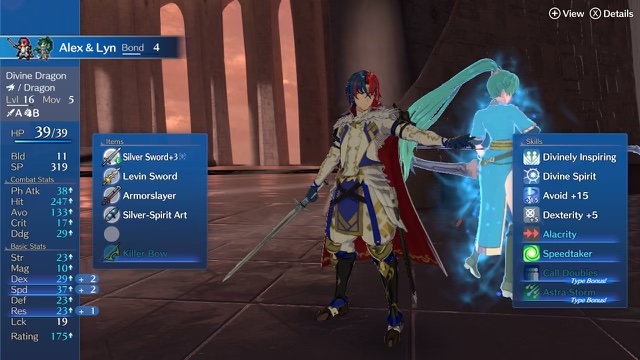 + View X Details
Alex & Lyn Bond 4
Divine Dragon
/ Dragon
Lvl 16 Mov 5
A B
HP 39/39
Bld 11
SP 319
Combat Stats
Ph Atk 38↑
Hit 247↑
Avo 133↑
Crit 17↑
Ddg 29↑
Basic Stats
Str 23↑
Mag 10↑
Dex 29↑ + 2
Spd 37↑ + 2
Def 23↑
Res 23↑ + 1
Lck 19
Rating 175↑
Items
Silver Sword+3
Levin Sword
Armorslayer
Silver-Spirit Art
Killer Bow
Skills
Divinely Inspiring
Divine Spirit
Avoid +15
Dexterity +5
Alacrity
Speedtaker
Call Doubles
Type Bonus!
Astra Storm
Type Bonus!